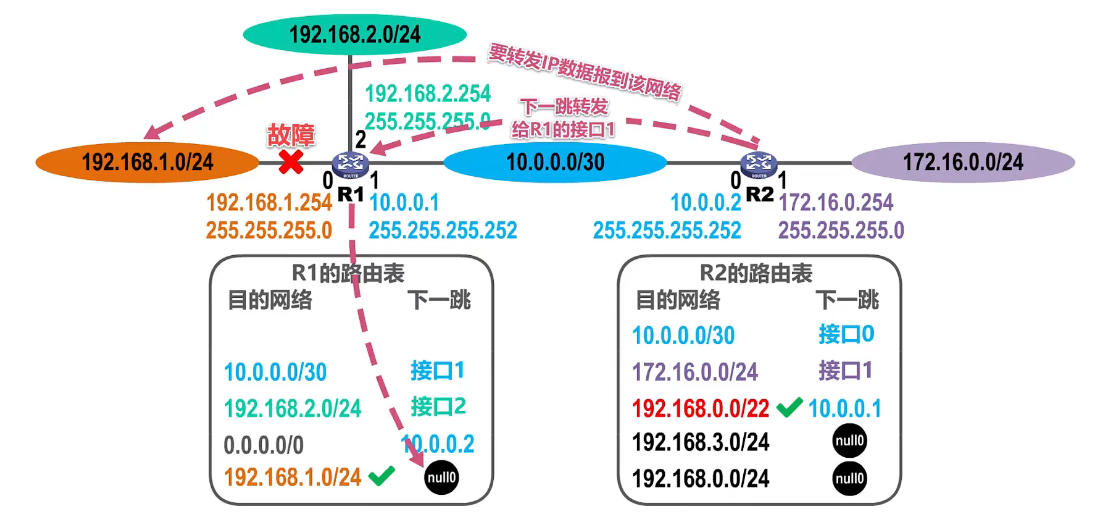 192.168.2.0/24
要转发IP数据报到该网络
192.168.2.254
255.255.255.0
下一跳转发
给R1的接口1
故障
2
192.168.1.0/24
10.0.0.0/30
172.16.0.0/24
ROUTER
ROUTER
0
R1
1
0
R2
1
192.168.1.254
255.255.255.0
10.0.0.1
255.255.255.252
10.0.0.2
255.255.255.252
172.16.0.254
255.255.255.0
R1的路由表
目的网络 下一跳
10.0.0.0/30 接口1
192.168.2.0/24 接口2
0.0.0.0/0 10.0.0.2
192.168.1.0/24 null0
R2的路由表
目的网络 下一跳
10.0.0.0/30 接口0
172.16.0.0/24 接口1
192.168.0.0/22 10.0.0.1
192.168.3.0/24 null0
192.168.0.0/24 null0